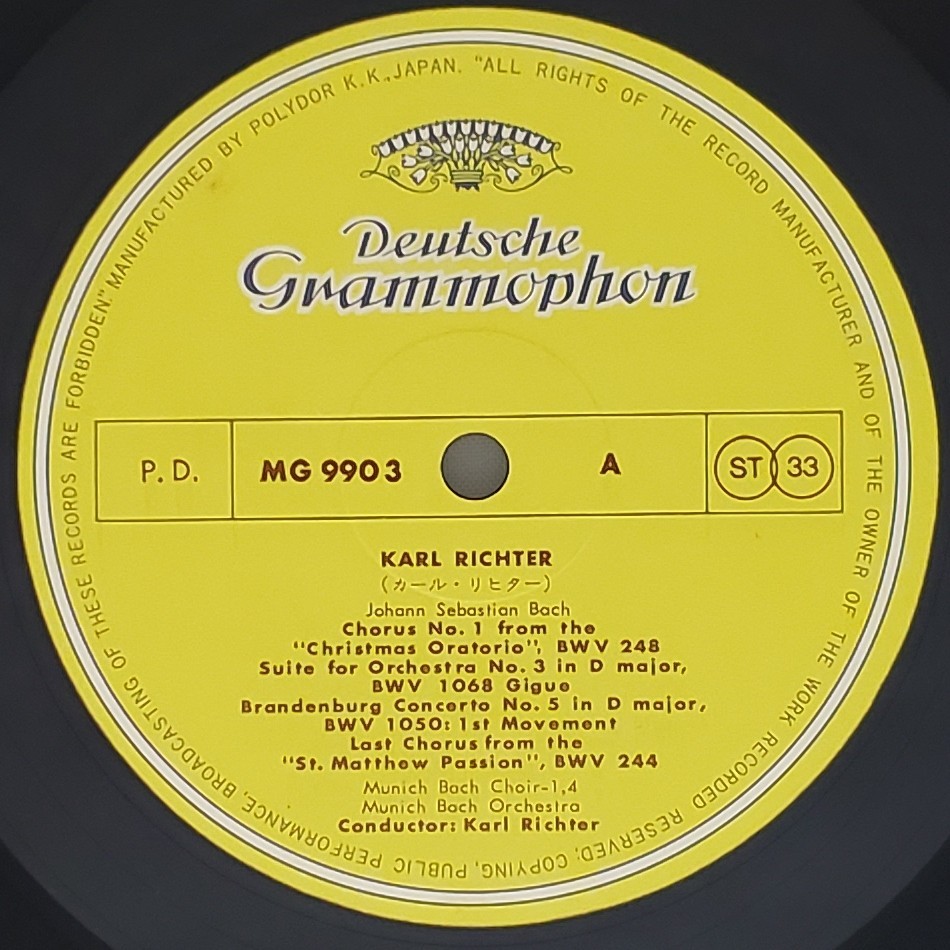 Deutsche
Grammophon
P. D.
MG 9903
A
ST 33
KARL RICHTER
(カール・リヒター)
Johann Sebastian Bach
Chorus No. 1 from the
"Christmas Oratorio", BWV 248
Suite for Orchestra No. 3 in D major,
BWV 1068 Gigue
Brandenburg Concerto No. 5 in D major,
BWV 1050: 1st Movement
Last Chorus from the
"St. Matthew Passion", BWV 244
Munich Bach Choir-1,4
Munich Bach Orchestra
Conductor: Karl Richter
"ALL RIGHTS OF THE RECORD MANUFACTURER AND OF THE OWNER OF THE WORK RECORDED RESERVED; COPYING, PUBLIC PERFORMANCE, BROADCASTING OF THESE RECORDS ARE FORBIDDEN." MANUFACTURED BY POLYDOR K.K., JAPAN.